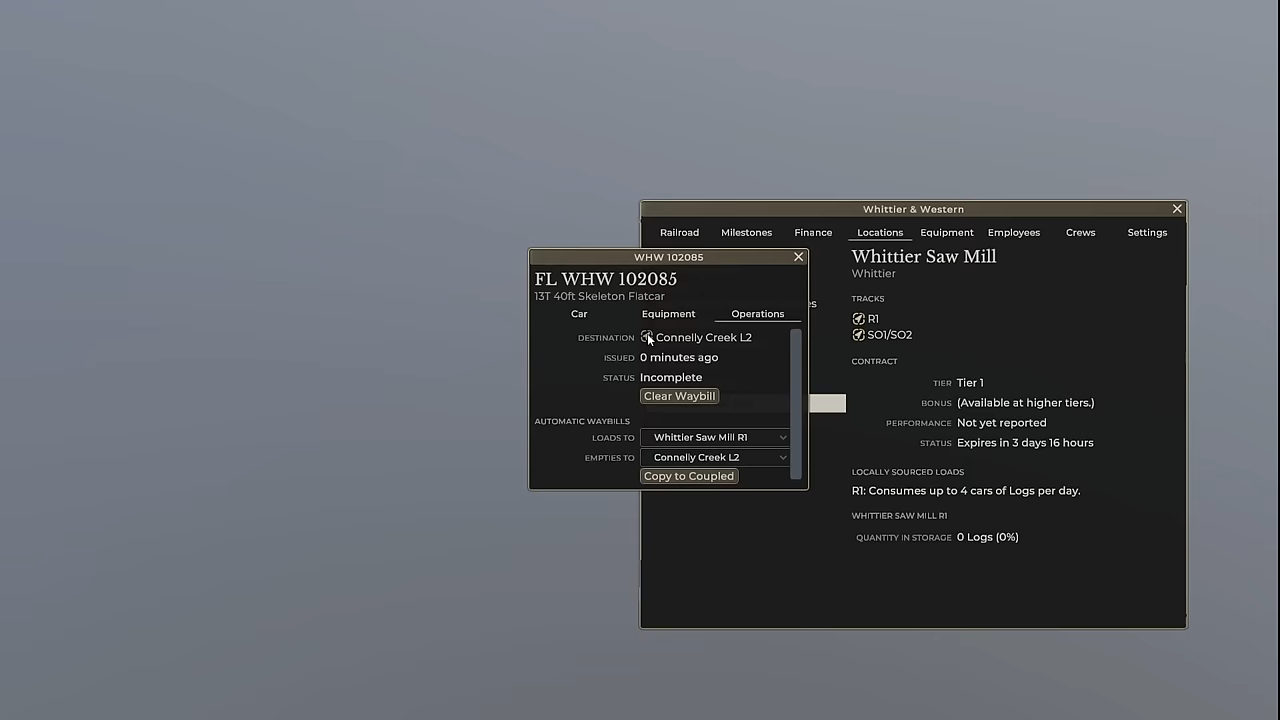 Whittier & Western
Railroad Milestones Finance Locations Equipment Employees Crews Settings
WHW 102085
FL WHW 102085
13T 40ft Skeleton Flatcar
Car Equipment Operations
DESTINATION Connelly Creek L2
ISSUED 0 minutes ago
STATUS Incomplete
Clear Waybill
AUTOMATIC WAYBILLS
LOADS TO Whittier Saw Mill R1
EMPTIES TO Connelly Creek L2
Copy to Coupled
Whittier Saw Mill
Whittier
TRACKS
R1
SO1/SO2
CONTRACT
TIER Tier 1
BONUS (Available at higher tiers.)
PERFORMANCE Not yet reported
STATUS Expires in 3 days 16 hours
LOCALLY SOURCED LOADS
R1: Consumes up to 4 cars of Logs per day.
WHITTIER SAW MILL R1
QUANTITY IN STORAGE 0 Logs (0%)